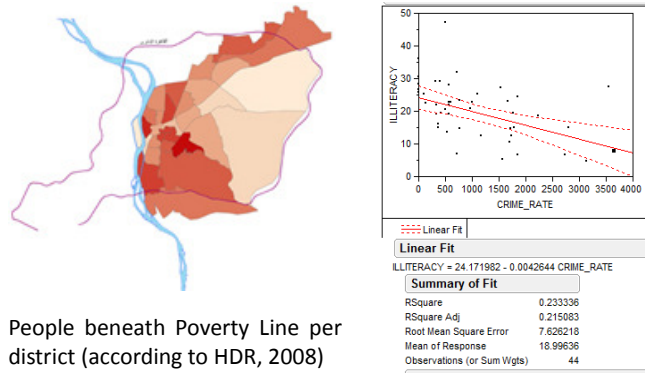 People beneath Poverty Line per
district (according to HDR, 2008)
50
40
30
20
10
0
ILLITERACY
0 500 1000 1500 2000 2500 3000 3500 4000
CRIME_RATE
Linear Fit
Linear Fit
ILLITERACY = 24.171982 - 0.0042644 CRIME_RATE
Summary of Fit
RSquare 0.233336
RSquare Adj 0.215083
Root Mean Square Error 7.626218
Mean of Response 18.99636
Observations (or Sum Wgts) 44